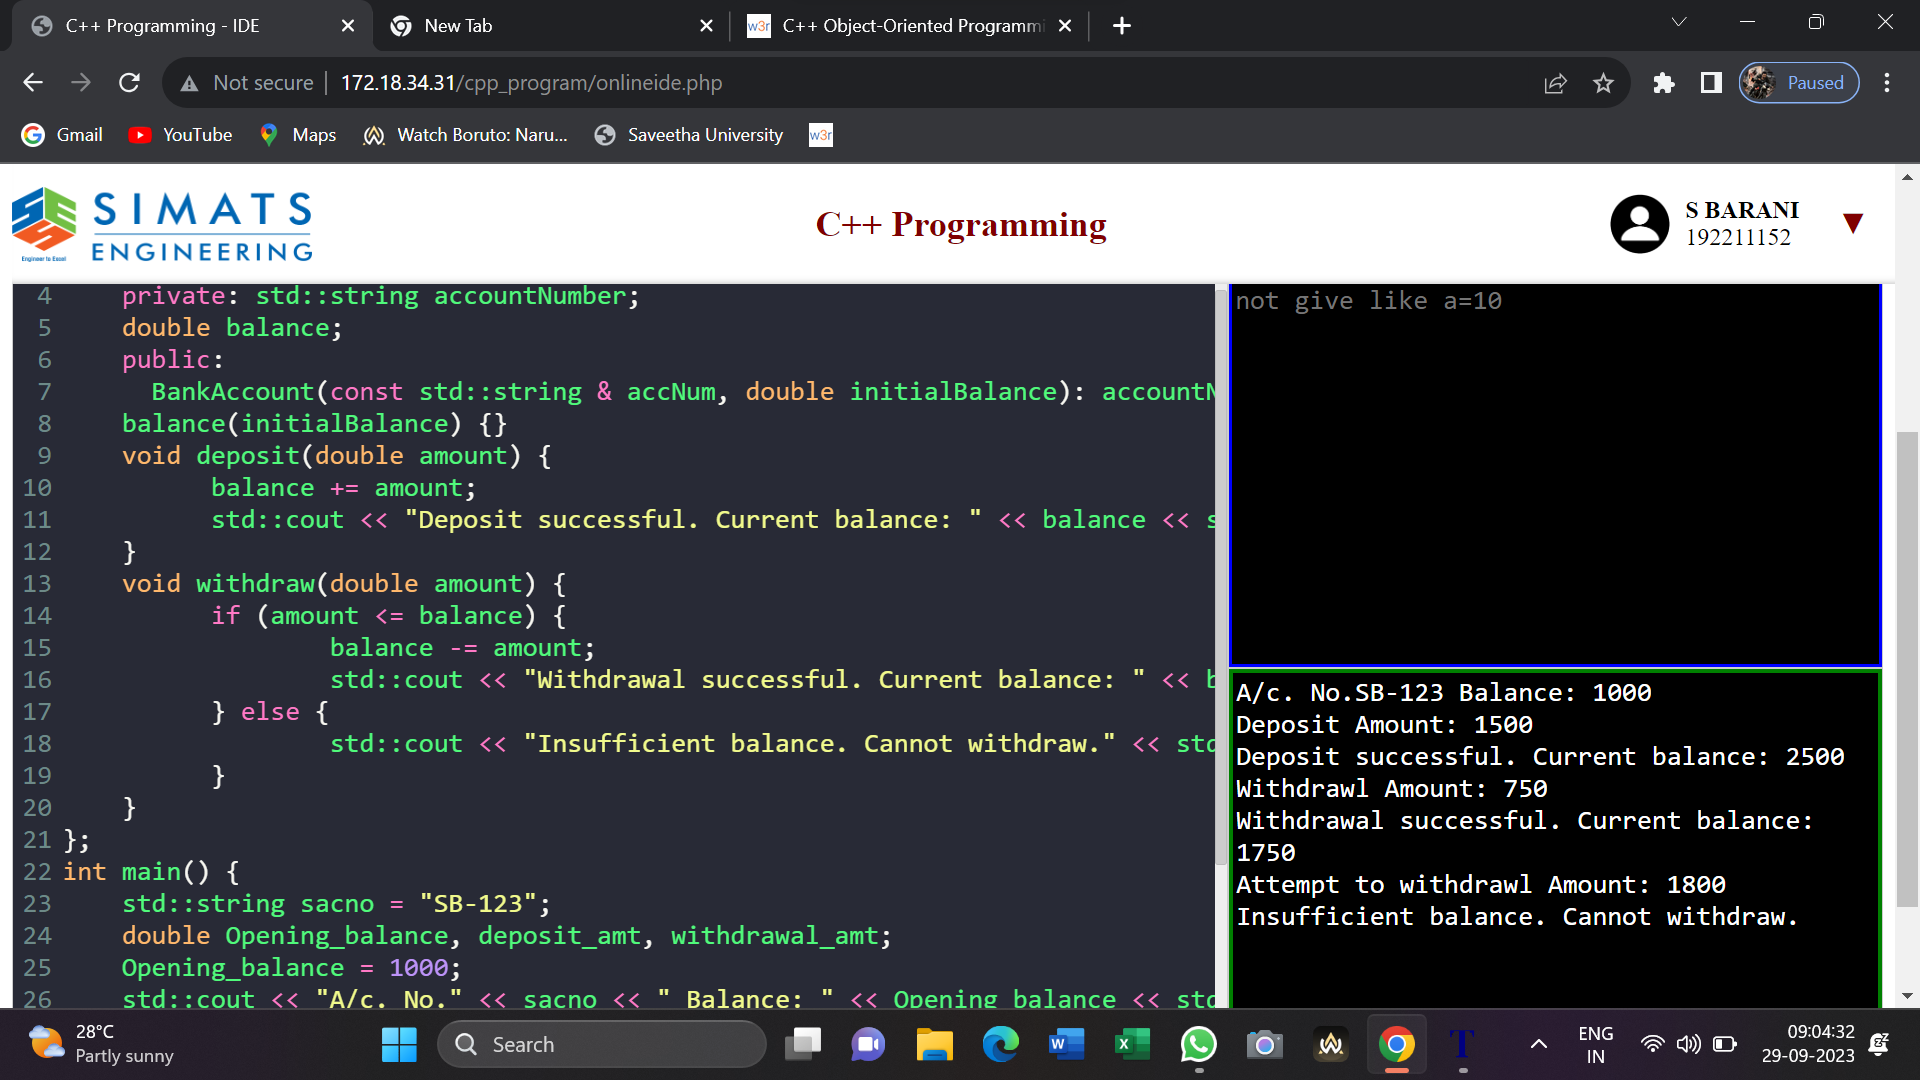 C++ Programming - IDE
New Tab
w3r C++ Object-Oriented Programmi
Not secure 172.18.34.31/cpp_program/onlineide.php
Paused
Gmail YouTube Maps Watch Boruto: Naru... Saveetha University w3r
SIMATS
ENGINEERING
Engineer to Excel
C++ Programming
S BARANI
192211152
4 private: std::string accountNumber;
5 double balance;
6 public:
7 BankAccount(const std::string & accNum, double initialBalance): accountN
8 balance(initialBalance) {}
9 void deposit(double amount) {
10 balance += amount;
11 std::cout << "Deposit successful. Current balance: " << balance << s
12 }
13 void withdraw(double amount) {
14 if (amount <= balance) {
15 balance -= amount;
16 std::cout << "Withdrawal successful. Current balance: " << b
17 } else {
18 std::cout << "Insufficient balance. Cannot withdraw." << std
19 }
20 }
21 };
22 int main() {
23 std::string sacno = "SB-123";
24 double Opening_balance, deposit_amt, withdrawal_amt;
25 Opening_balance = 1000;
26 std::cout << "A/c. No." << sacno << " Balance: " << Opening_balance << std
not give like a=10
A/c. No.SB-123 Balance: 1000
Deposit Amount: 1500
Deposit successful. Current balance: 2500
Withdrawl Amount: 750
Withdrawal successful. Current balance:
1750
Attempt to withdrawl Amount: 1800
Insufficient balance. Cannot withdraw.
28°C
Partly sunny
Search
ENG
IN
09:04:32
29-09-2023